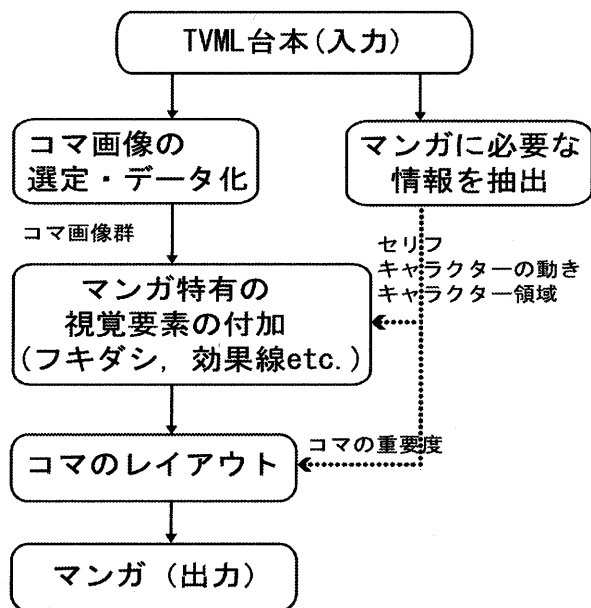 TVML台本(入力)
コマ画像の
選定・データ化
マンガに必要な
情報を抽出
コマ画像群
セリフ
キャラクターの動き
キャラクター領域
マンガ特有の
視覚要素の付加
(フキダシ, 効果線etc.)
コマの重要度
コマのレイアウト
マンガ（出力）